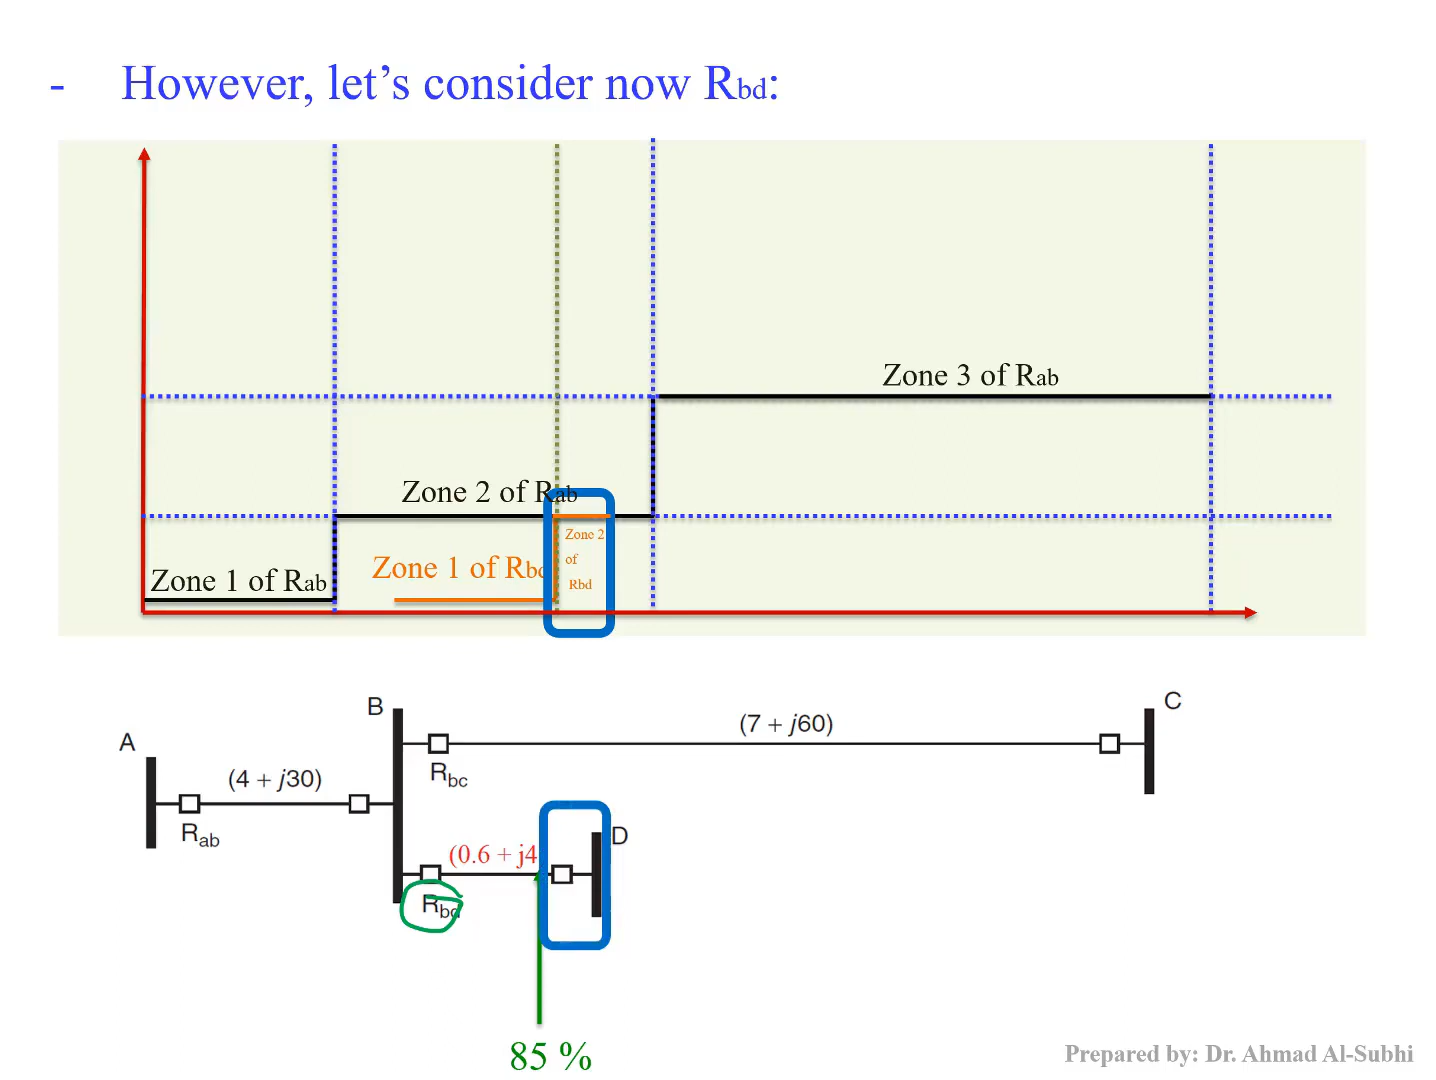 - However, let’s consider now Rbd:
Zone 3 of Rab
Zone 2 of Rab
Zone 2
of
Rbd
Zone 1 of Rbd
Zone 1 of Rab
B
C
A
(7 + j60)
(4 + j30)
Rbc
Rab
D
(0.6 + j4
Rbd
85 %
Prepared by: Dr. Ahmad Al-Subhi